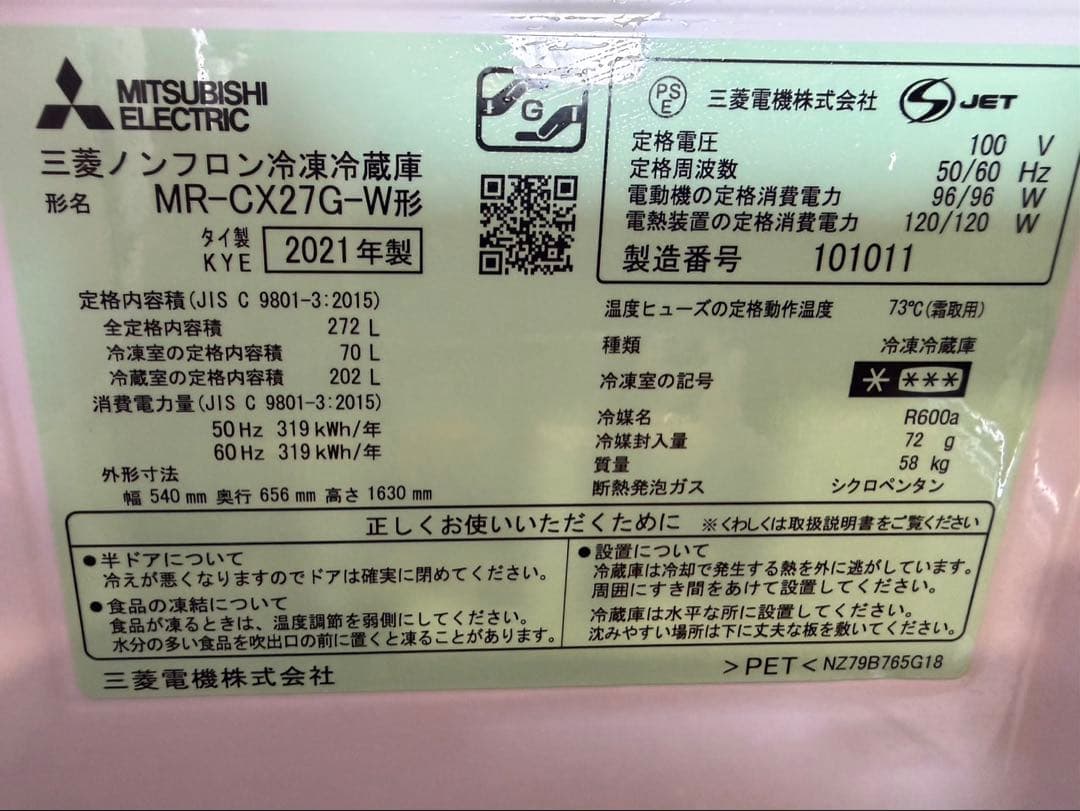 MITSUBISHI
ELECTRIC
三菱ノンフロン冷凍冷蔵庫
形名 MR-CX27G-W形
タイ製
KYE 2021年製
G
PS
E
三菱電機株式会社 JET
定格電圧 100 V
定格周波数 50/60 Hz
電動機の定格消費電力 96/96 W
電熱装置の定格消費電力 120/120 W
製造番号 101011
定格内容積(JIS C 9801-3:2015)
全定格内容積 272 L
冷凍室の定格内容積 70 L
冷蔵室の定格内容積 202 L
消費電力量(JIS C 9801-3:2015)
50Hz 319 kWh/年
60Hz 319 kWh/年
外形寸法
幅 540 mm 奥行 656 mm 高さ 1630 mm
温度ヒューズの定格動作温度 73℃(霜取用)
種類 冷凍冷蔵庫
冷凍室の記号 * ***
冷媒名 R600a
冷媒封入量 72 g
質量 58 kg
断熱発泡ガス シクロペンタン
正しくお使いいただくために ※くわしくは取扱説明書をご覧ください
●半ドアについて
冷えが悪くなりますのでドアは確実に閉めてください。
●食品の凍結について
食品が凍るときは、温度調節を弱側にしてください。
水分の多い食品を吹出口の前に置くと凍ることがあります。
●設置について
冷蔵庫は冷却で発生する熱を外に逃がしています。
周囲にすき間をあけて設置してください。
冷蔵庫は水平な所に設置してください。
沈みやすい場所は下に丈夫な板を敷いてください。
三菱電機株式会社
>PET< NZ79B765G18